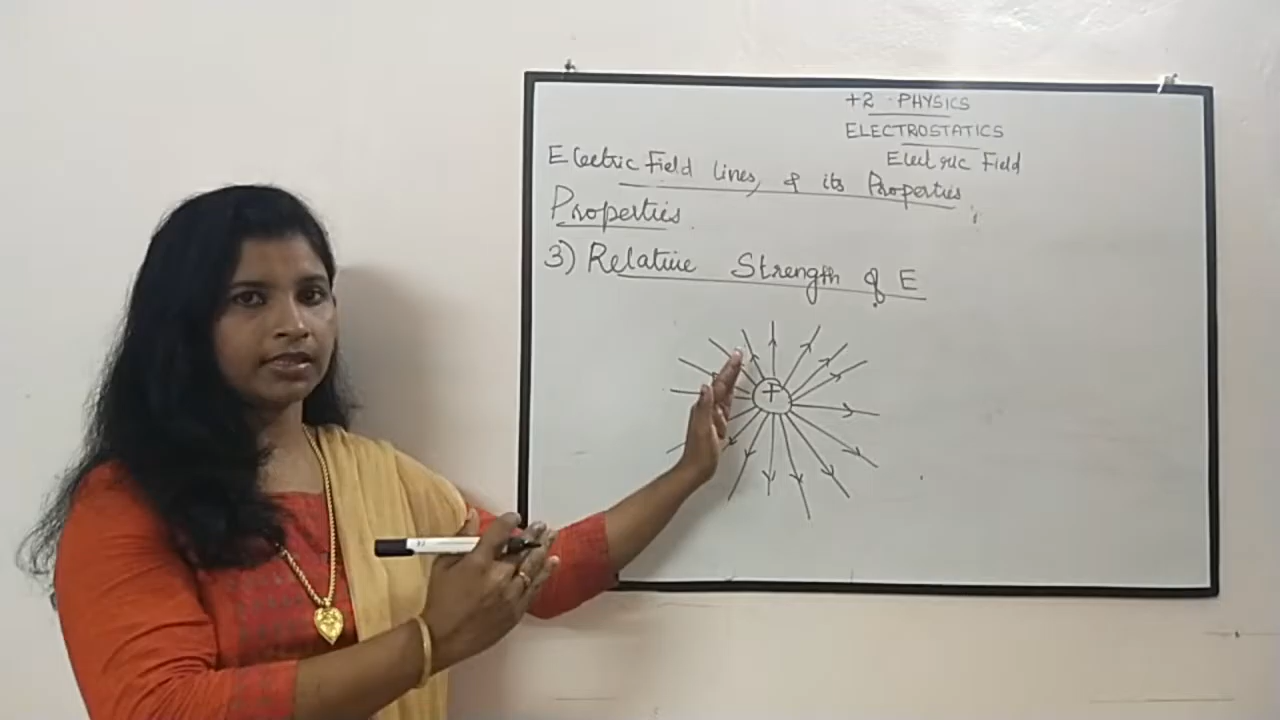 +2 PHYSICS
ELECTROSTATICS
Electric Field
Electric Field Lines, & its Properties
Properties
3) Relative Strength of E
+